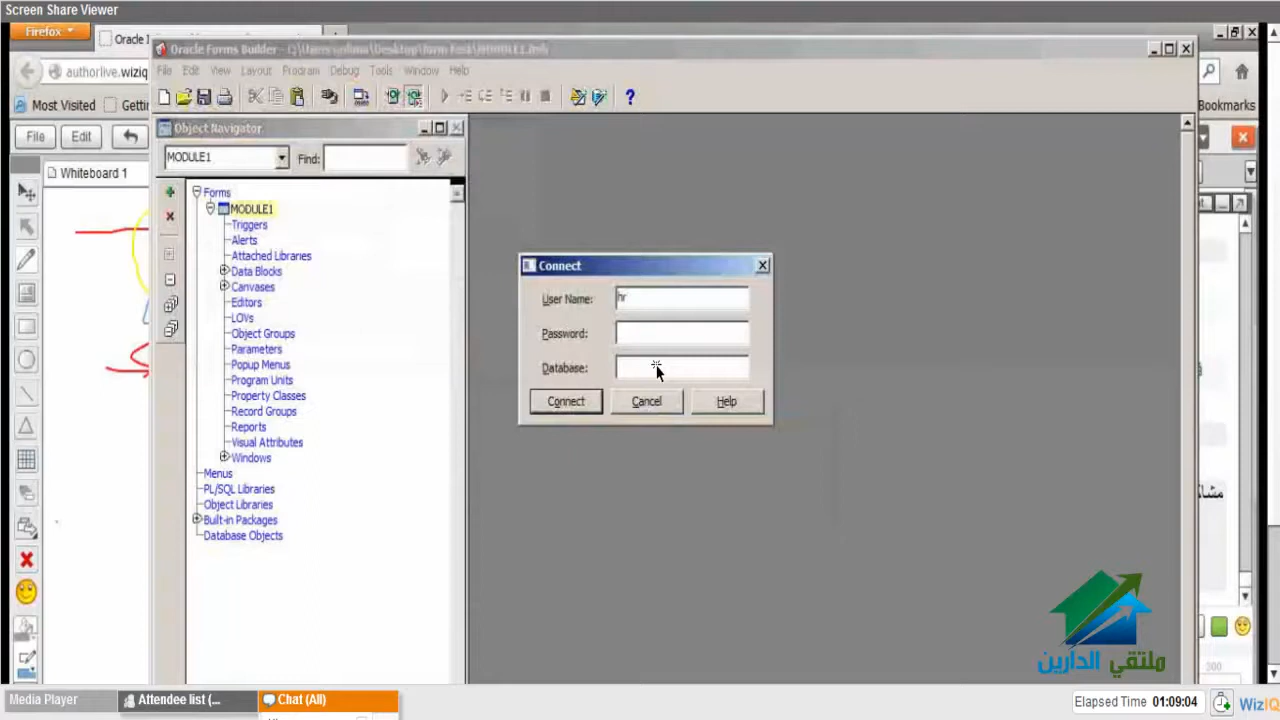 Screen Share Viewer
Firefox
Oracle I
Oracle Forms Builder -
File Edit View Layout Program Debug Tools Window Help
authorlive.wiziq
Most Visited
Gettin
Bookmarks
File
Edit
Object Navigator
MODULE1
Find:
Whiteboard 1
Forms
MODULE1
Triggers
Alerts
Attached Libraries
Data Blocks
Canvases
Editors
LOVs
Object Groups
Parameters
Popup Menus
Program Units
Property Classes
Record Groups
Reports
Visual Attributes
Windows
Menus
PL/SQL Libraries
Object Libraries
Built-in Packages
Database Objects
Connect
User Name:
hr
Password:
Database:
Connect
Cancel
Help
ملتقي الدارين
300
Media Player
Attendee list (...
Chat (All)
Elapsed Time 01:09:04
WizIQ